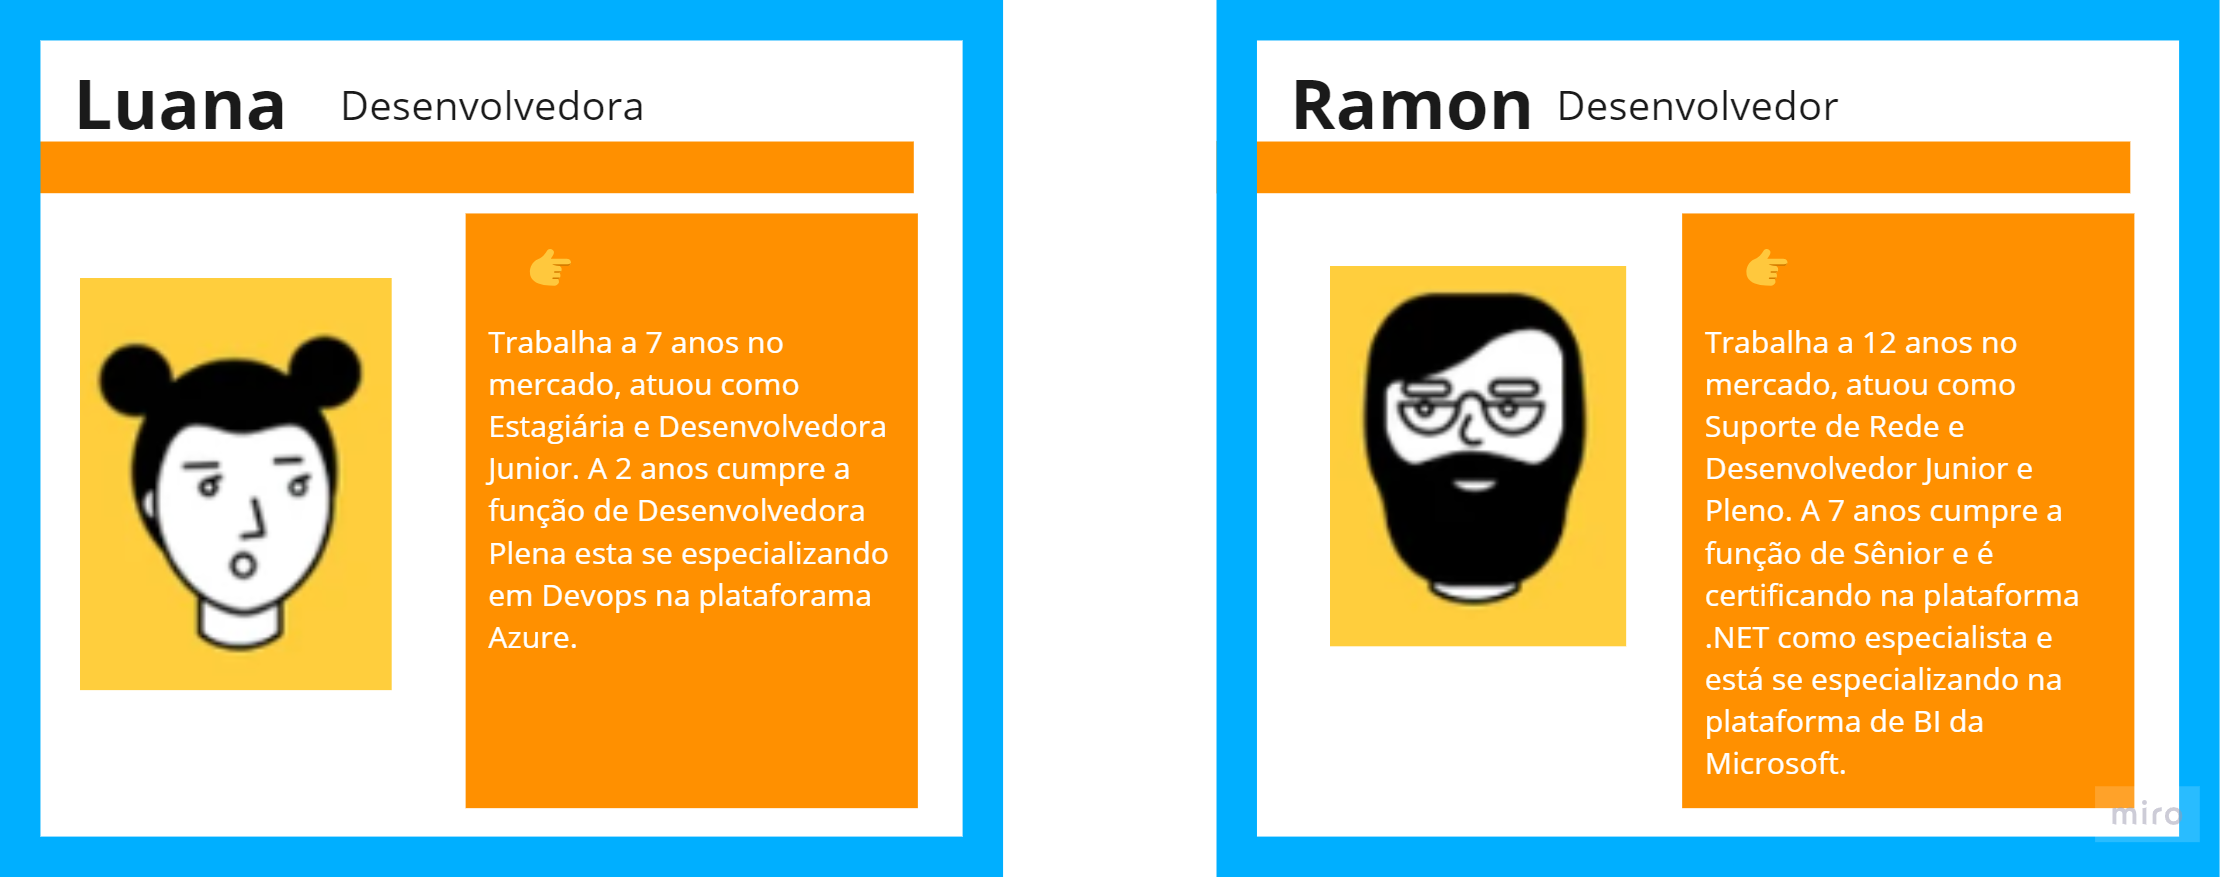 Luana Desenvolvedora
Trabalha a 7 anos no
mercado, atuou como
Estagiária e Desenvolvedora
Junior. A 2 anos cumpre a
função de Desenvolvedora
Plena esta se especializando
em Devops na plataforama
Azure.
Ramon Desenvolvedor
Trabalha a 12 anos no
mercado, atuou como
Suporte de Rede e
Desenvolvedor Junior e
Pleno. A 7 anos cumpre a
função de Sênior e é
certificando na plataforma
.NET como especialista e
está se especializando na
plataforma de BI da
Microsoft.
miro